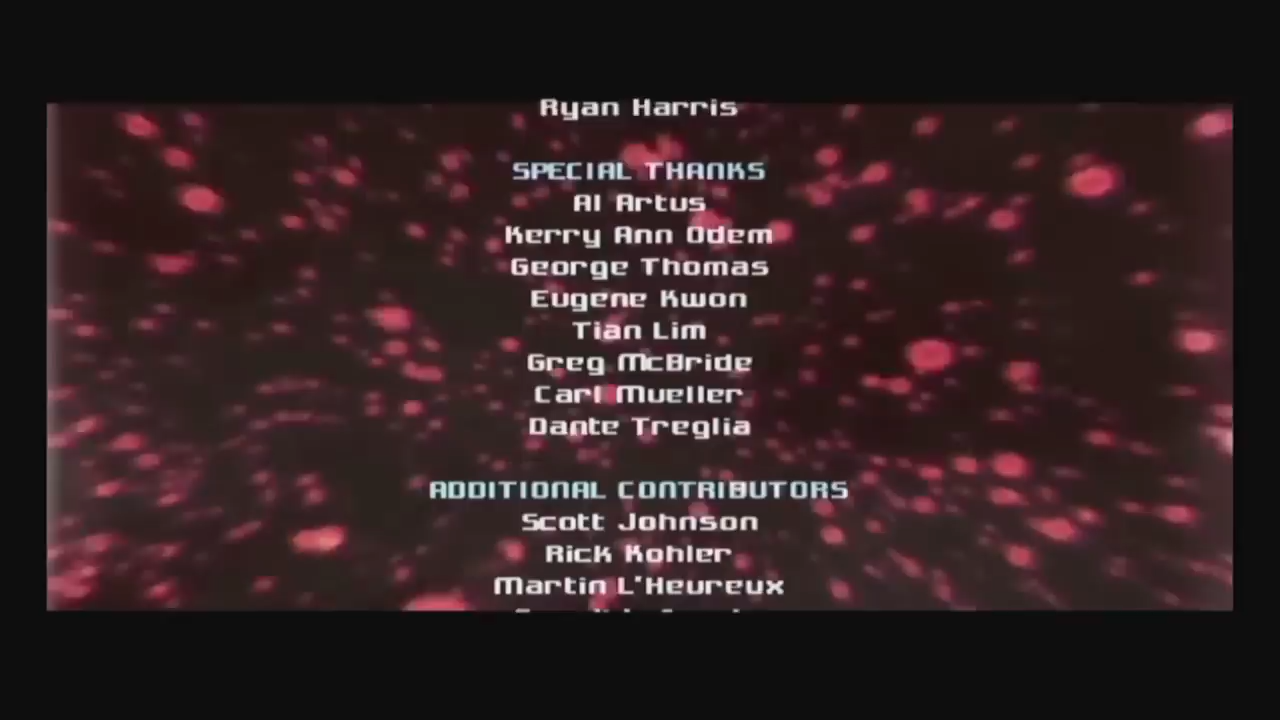 Ryan Harris
SPECIAL THANKS
Al Artus
Kerry Ann Odem
George Thomas
Eugene Kwon
Tian Lim
Greg McBride
Carl Mueller
Dante Treglia
ADDITIONAL CONTRIBUTORS
Scott Johnson
Rick Kohler
Martin L'Heureux